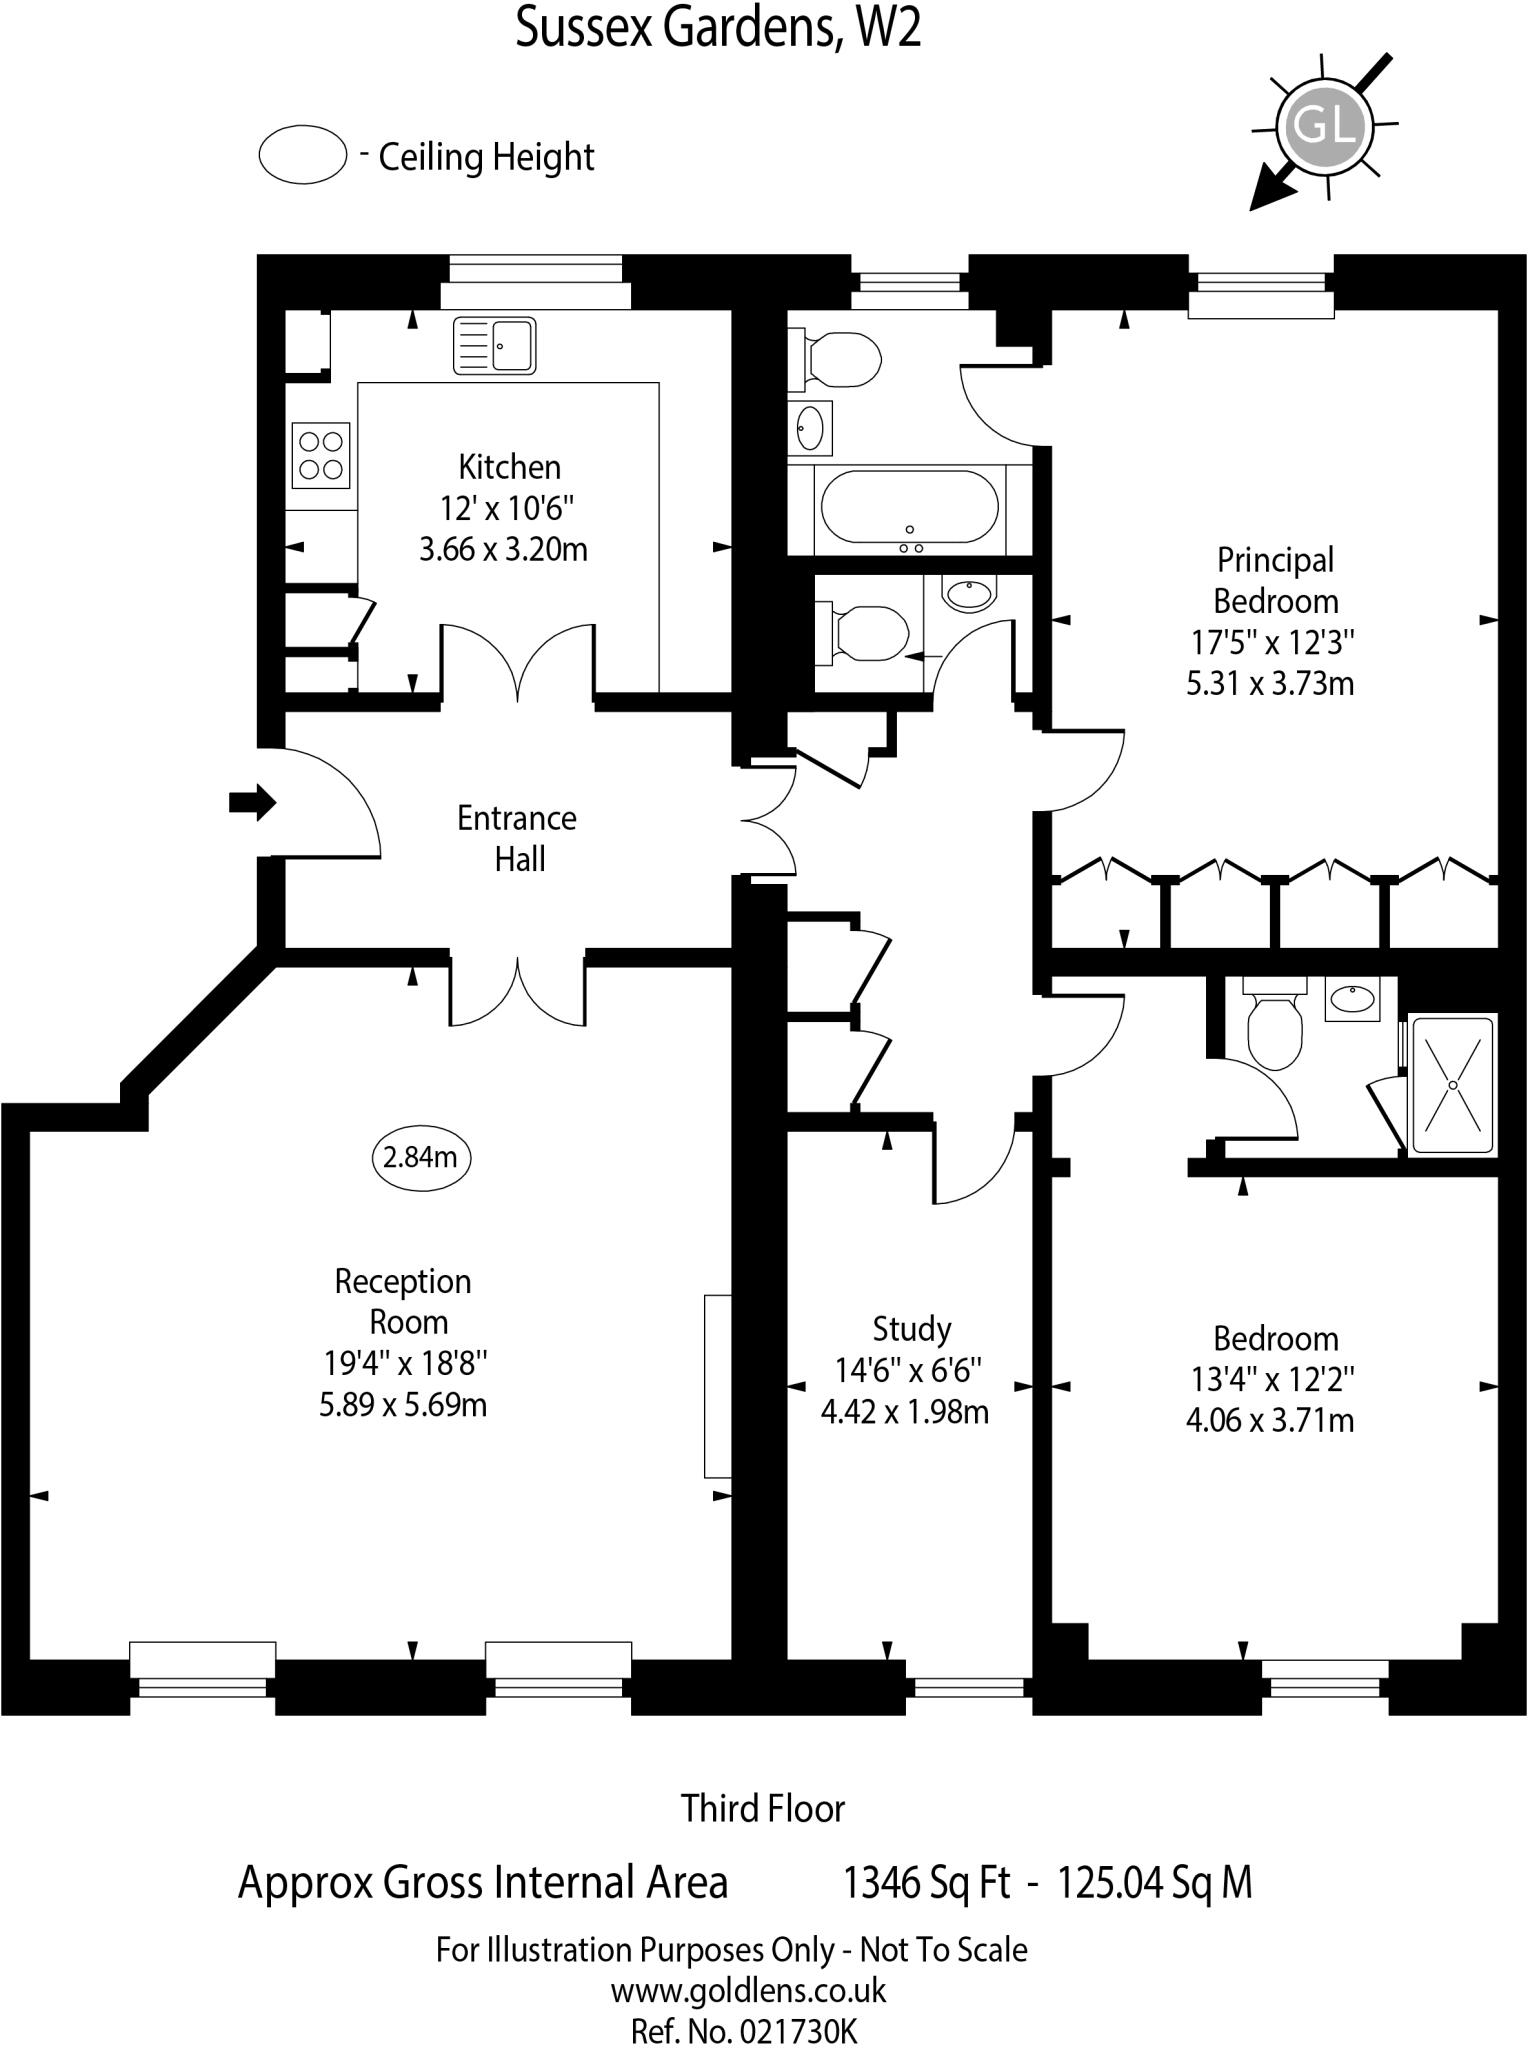 Sussex Gardens, W2
GL
- Ceiling Height
Kitchen
12' x 10'6"
3.66 x 3.20m
Principal
Bedroom
17'5" x 12'3"
5.31 x 3.73m
Entrance
Hall
2.84m
Reception
Room
19'4" x 18'8"
5.89 x 5.69m
Study
14'6" x 6'6"
4.42 x 1.98m
Bedroom
13'4" x 12'2"
4.06 x 3.71m
Third Floor
Approx Gross Internal Area 1346 Sq Ft - 125.04 Sq M
For Illustration Purposes Only - Not To Scale
www.goldlens.co.uk
Ref. No. 021730K